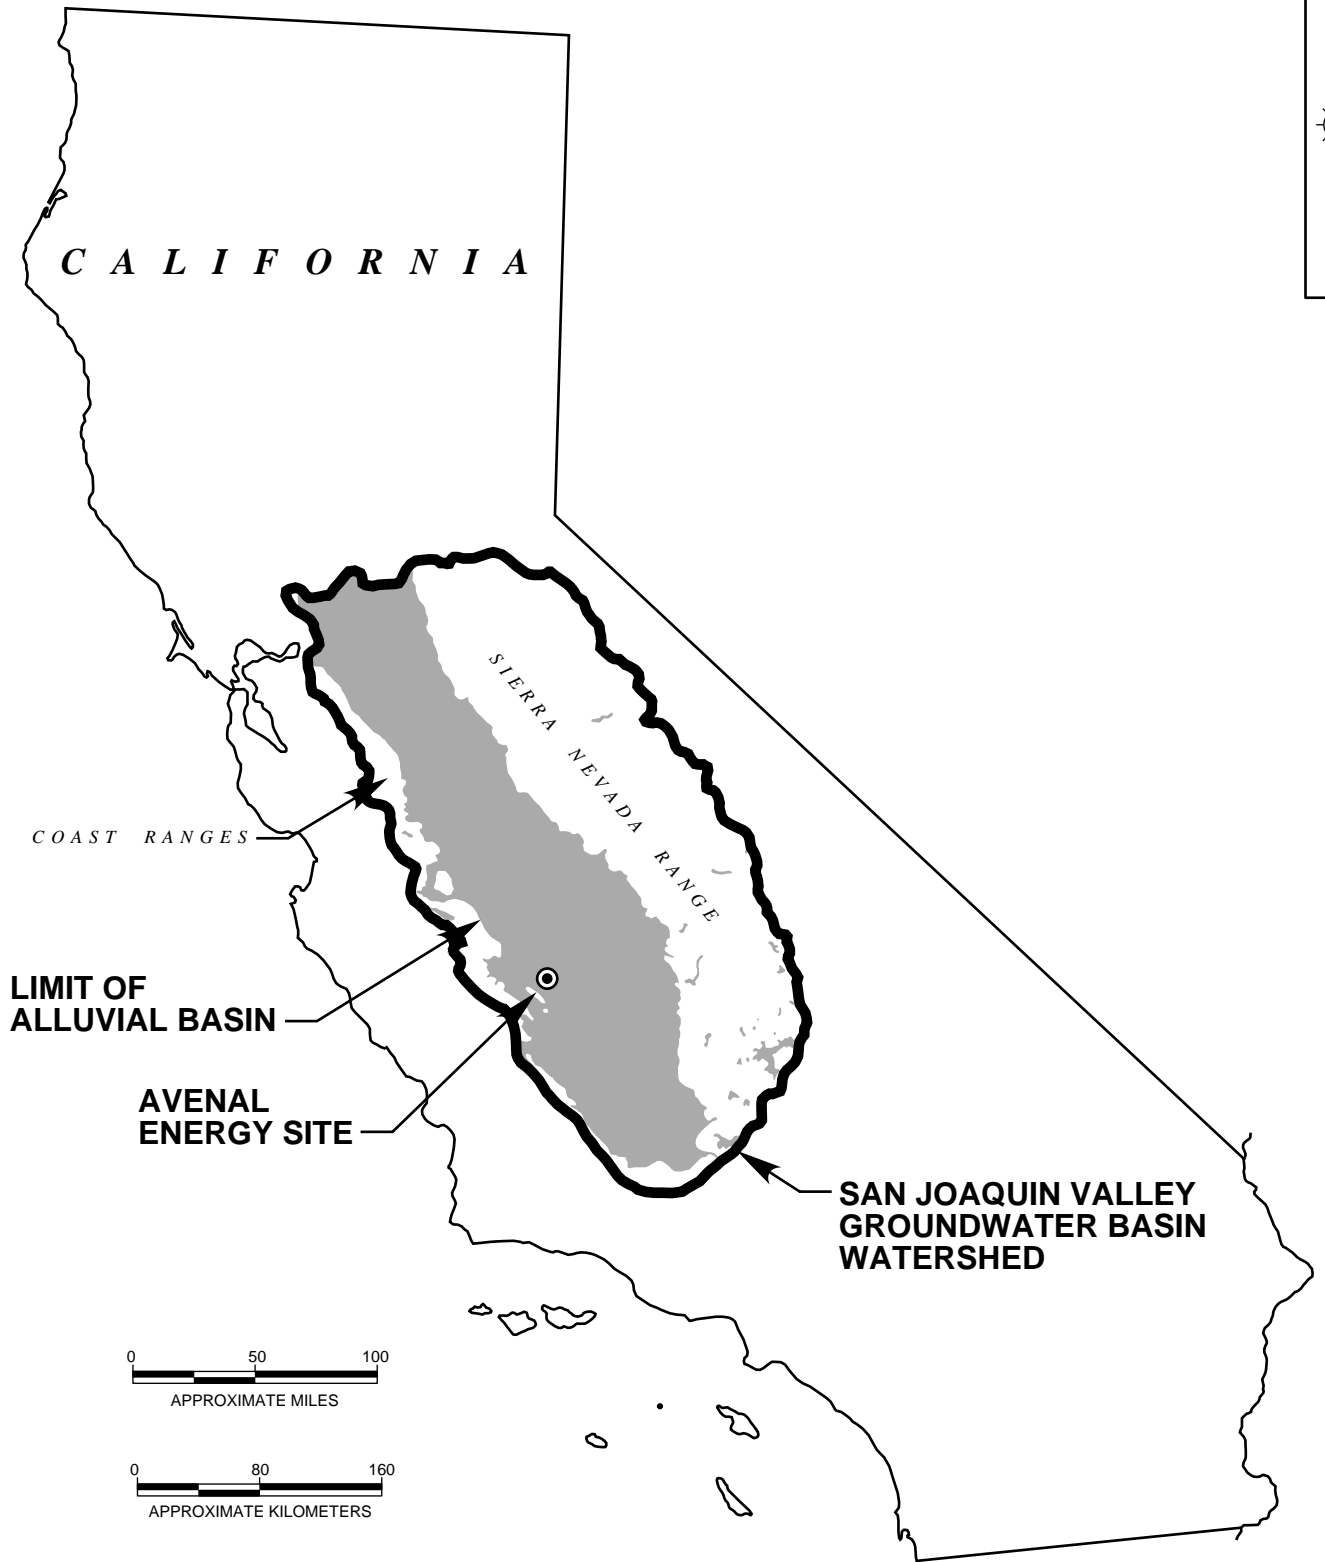 CALIFORNIA
SIERRA NEVADA RANGE
COAST RANGES
LIMIT OF
ALLUVIAL BASIN
AVENAL
ENERGY SITE
SAN JOAQUIN VALLEY
GROUNDWATER BASIN
WATERSHED
0 50 100
APPROXIMATE MILES
0 80 160
APPROXIMATE KILOMETERS